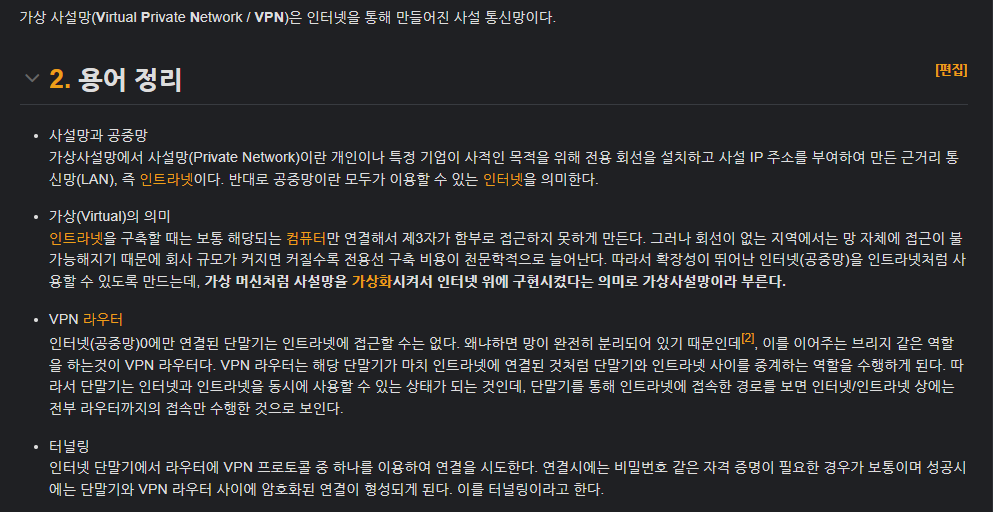 가상 사설망(Virtual Private Network / VPN)은 인터넷을 통해 만들어진 사설 통신망이다.
2. 용어 정리
[편집]
• 사설망과 공중망
가상사설망에서 사설망(Private Network)이란 개인이나 특정 기업이 사적인 목적을 위해 전용 회선을 설치하고 사설 IP 주소를 부여하여 만든 근거리 통
신망(LAN), 즉 인트라넷이다. 반대로 공중망이란 모두가 이용할 수 있는 인터넷을 의미한다.
• 가상(Virtual)의 의미
인트라넷을 구축할 때는 보통 해당되는 컴퓨터만 연결해서 제3자가 함부로 접근하지 못하게 만든다. 그러나 회선이 없는 지역에서는 망 자체에 접근이 불
가능해지기 때문에 회사 규모가 커지면 커질수록 전용선 구축 비용이 천문학적으로 늘어난다. 따라서 확장성이 뛰어난 인터넷(공중망)을 인트라넷처럼 사
용할 수 있도록 만드는데, 가상 머신처럼 사설망을 가상화시켜서 인터넷 위에 구현시켰다는 의미로 가상사설망이라 부른다.
• VPN 라우터
인터넷(공중망)0에만 연결된 단말기는 인트라넷에 접근할 수는 없다. 왜냐하면 망이 완전히 분리되어 있기 때문인데[2], 이를 이어주는 브리지 같은 역할
을 하는것이 VPN 라우터다. VPN 라우터는 해당 단말기가 마치 인트라넷에 연결된 것처럼 단말기와 인트라넷 사이를 중계하는 역할을 수행하게 된다. 따
라서 단말기는 인터넷과 인트라넷을 동시에 사용할 수 있는 상태가 되는 것인데, 단말기를 통해 인트라넷에 접속한 경로를 보면 인터넷/인트라넷 상에는
전부 라우터까지의 접속만 수행한 것으로 보인다.
• 터널링
인터넷 단말기에서 라우터에 VPN 프로토콜 중 하나를 이용하여 연결을 시도한다. 연결시에는 비밀번호 같은 자격 증명이 필요한 경우가 보통이며 성공시
에는 단말기와 VPN 라우터 사이에 암호화된 연결이 형성되게 된다. 이를 터널링이라고 한다.